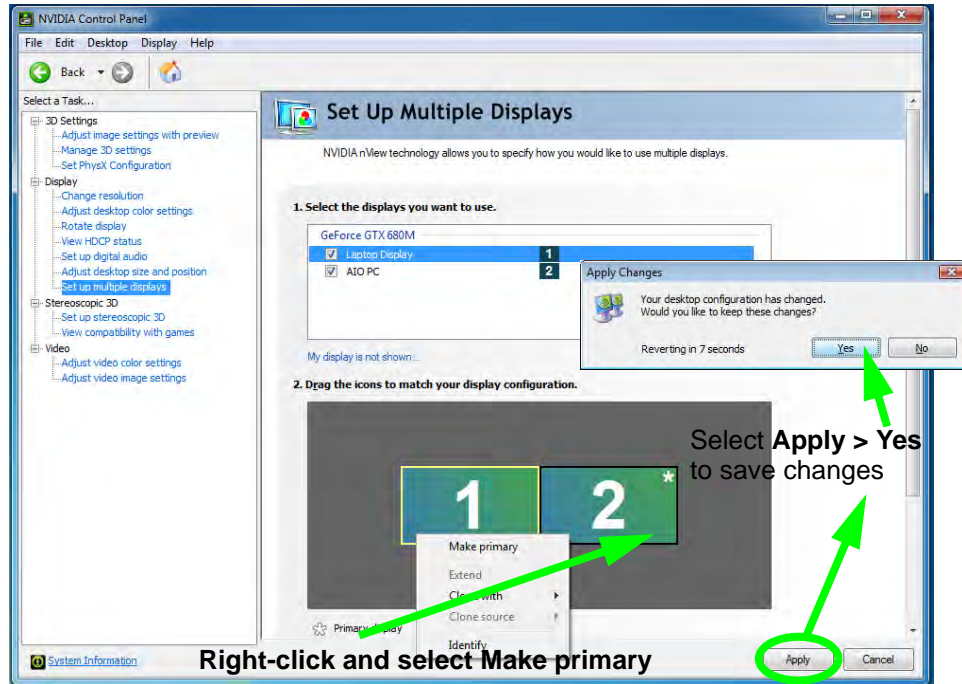 NVIDIA Control Panel
File Edit Desktop Display Help
Back
Select a Task...
3D Settings
Adjust image settings with preview
Manage 3D settings
Set PhysX Configuration
Display
Change resolution
Adjust desktop color settings
Rotate display
View HDCP status
Set up digital audio
Adjust desktop size and position
Set up multiple displays
Stereoscopic 3D
Set up stereoscopic 3D
View compatibility with games
Video
Adjust video color settings
Adjust video image settings
System Information
Set Up Multiple Displays
NVIDIA nView technology allows you to specify how you would like to use multiple displays.
1. Select the displays you want to use.
GeForce GTX 680M
Laptop Display 1
AIO PC 2
My display is not shown...
Apply Changes
Your desktop configuration has changed.
Would you like to keep these changes?
Reverting in 7 seconds Yes No
2. Drag the icons to match your display configuration.
Select Apply > Yes
to save changes
1 2 *
Make primary
Extend
Clone with
Clone source
Identify
Primary display
Right-click and select Make primary
Apply Cancel